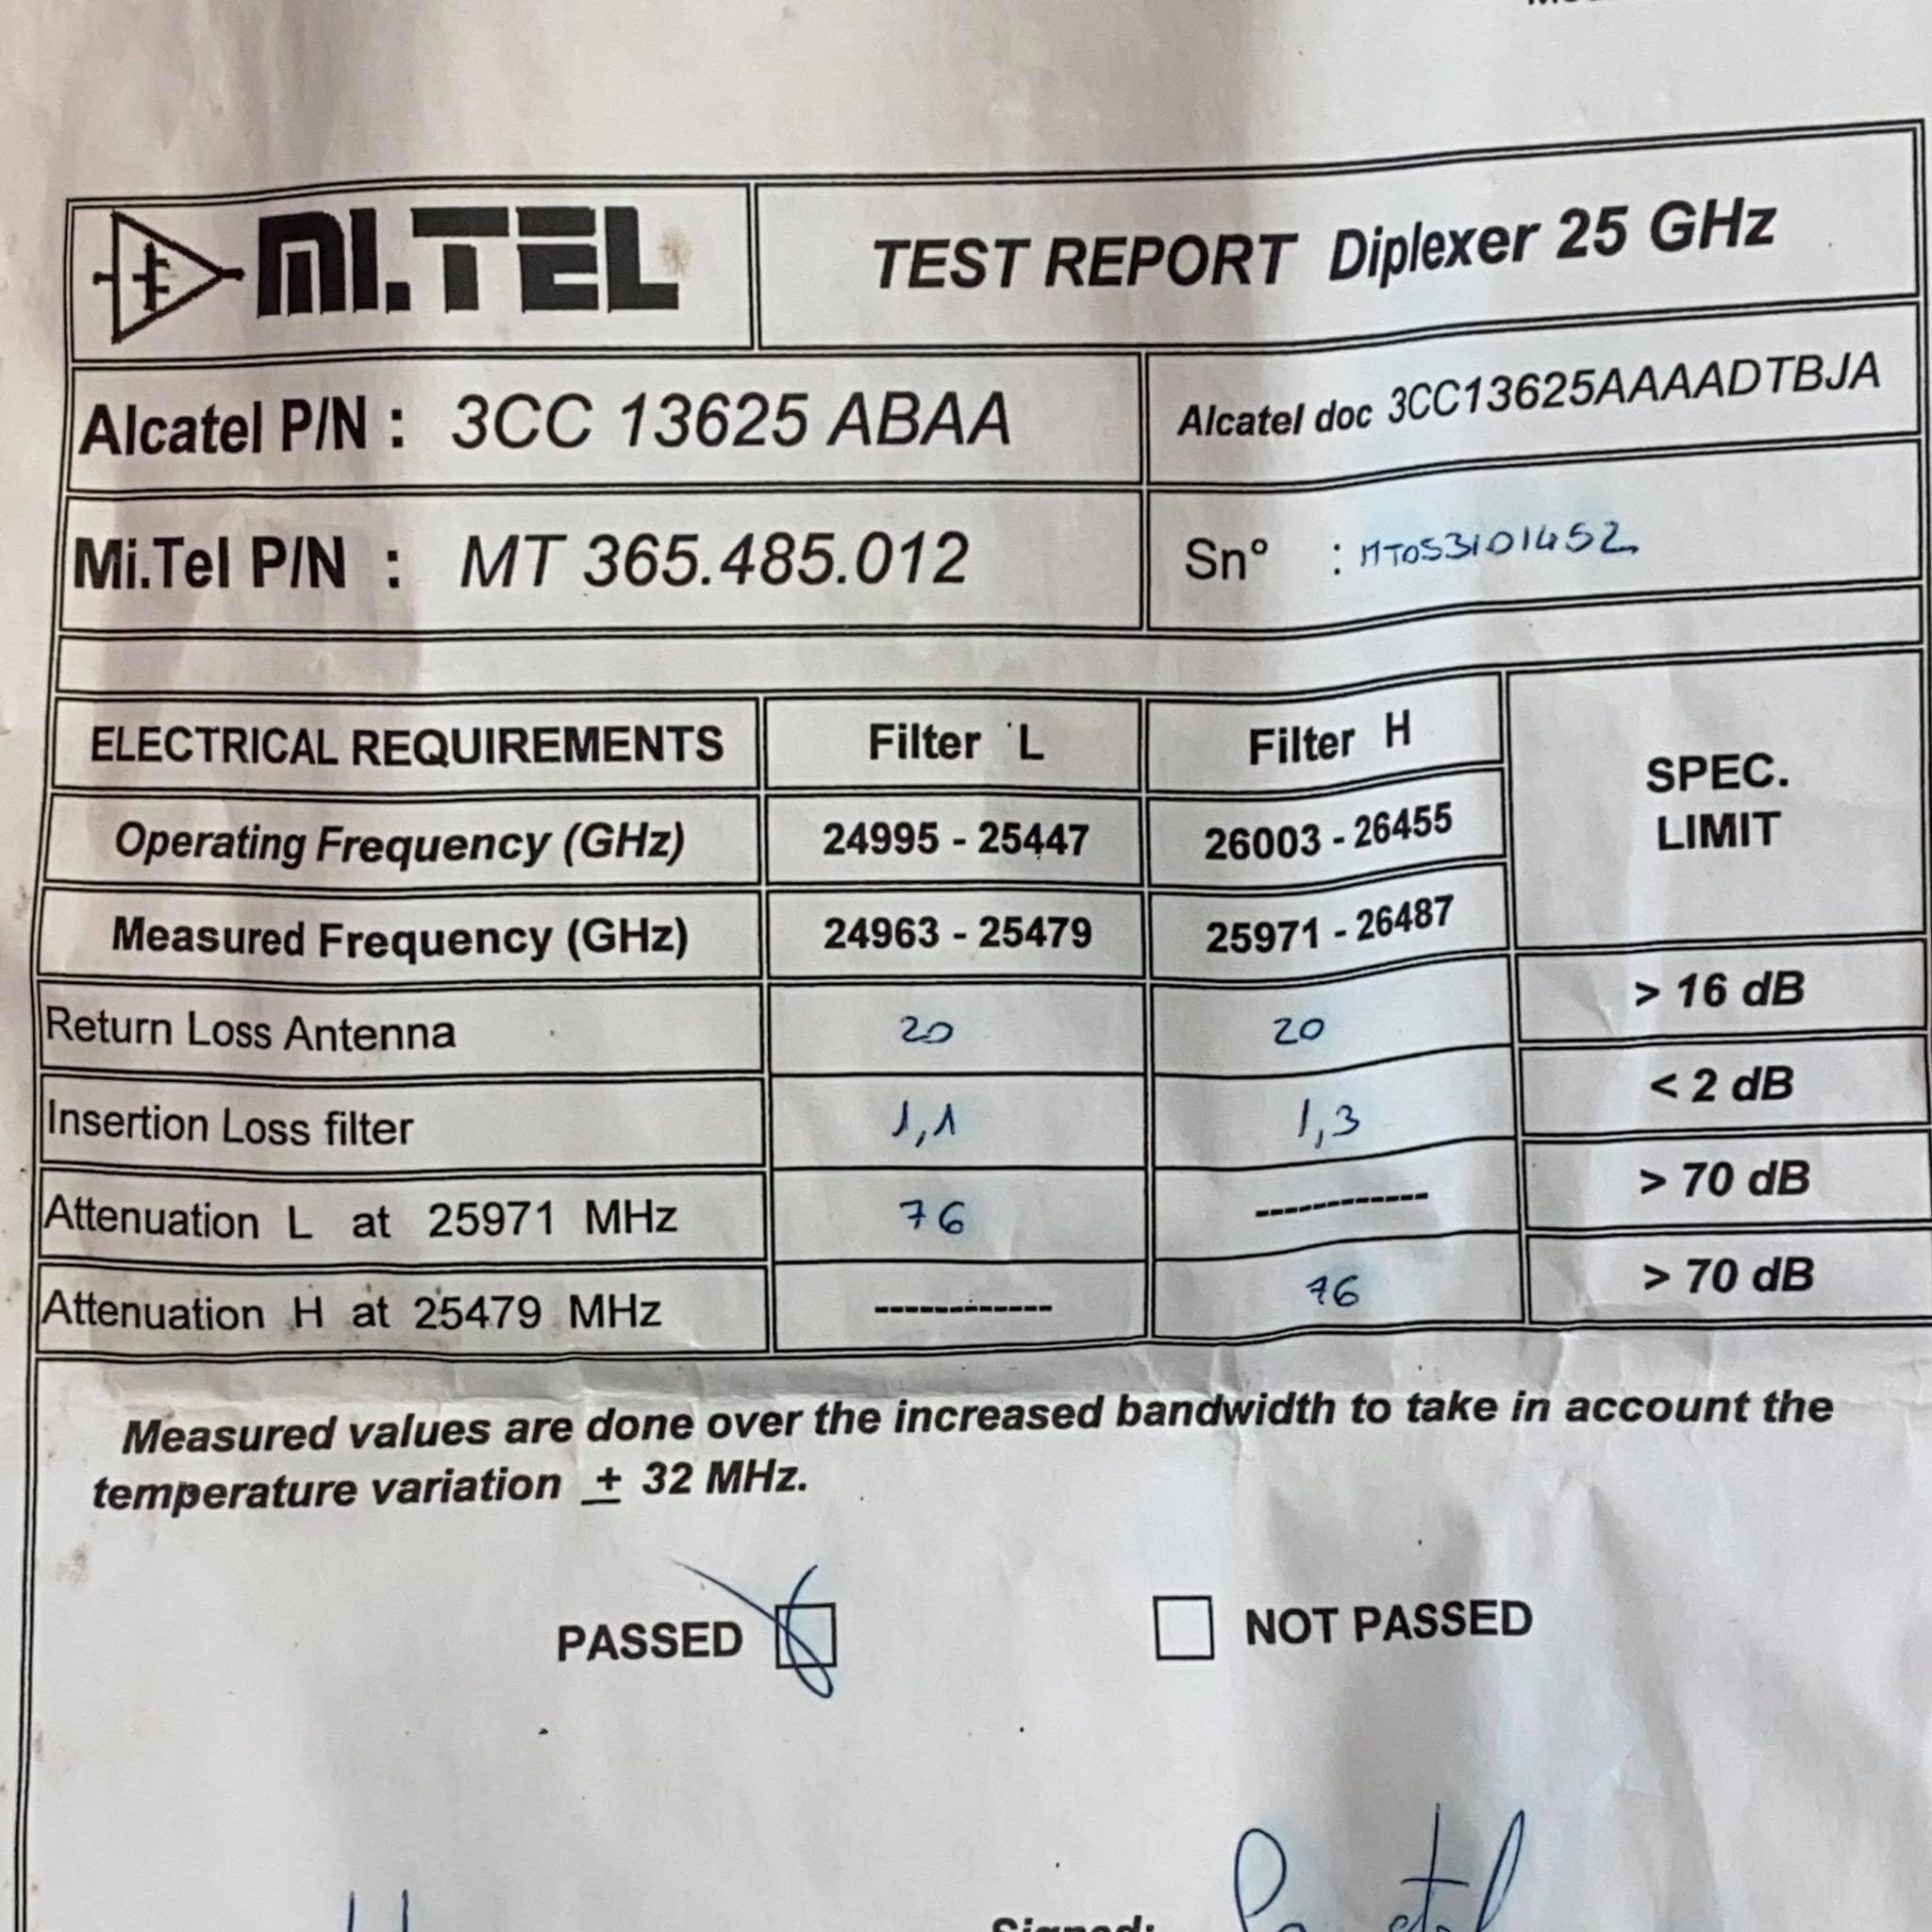 MI.TEL
TEST REPORT Diplexer 25 GHz
Alcatel P/N : 3CC 13625 ABAA
Alcatel doc 3CC13625AAAADTBJA
Mi.Tel P/N : MT 365.485.012
Sn° : MT053101452
ELECTRICAL REQUIREMENTS
Filter L
Filter H
SPEC.
LIMIT
Operating Frequency (GHz)
24995 - 25447
26003 - 26455
Measured Frequency (GHz)
24963 - 25479
25971 - 26487
Return Loss Antenna
20
20
> 16 dB
Insertion Loss filter
1,1
1,3
< 2 dB
Attenuation L at 25971 MHz
76
------------
> 70 dB
Attenuation H at 25479 MHz
------------
76
> 70 dB
Measured values are done over the increased bandwidth to take in account the
temperature variation ± 32 MHz.
PASSED
NOT PASSED
Signed: